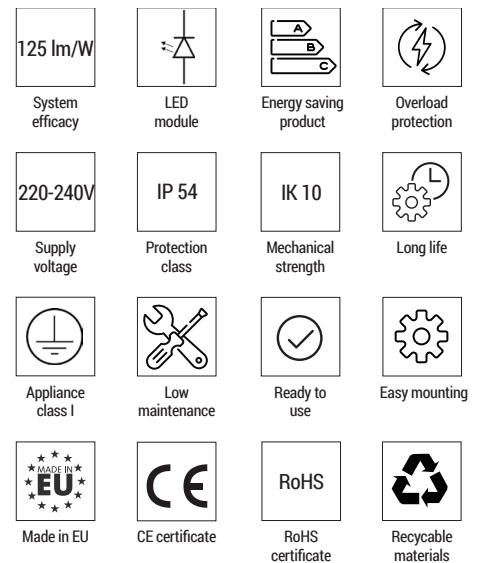 125 lm/W
System
efficacy
LED
module
A
B
C
Energy saving
product
Overload
protection
220-240V
Supply
voltage
IP 54
Protection
class
IK 10
Mechanical
strength
Long life
Appliance
class I
Low
maintenance
Ready to
use
Easy mounting
MADE IN
EU
Made in EU
CE
CE certificate
RoHS
RoHS
certificate
Recycable
materials